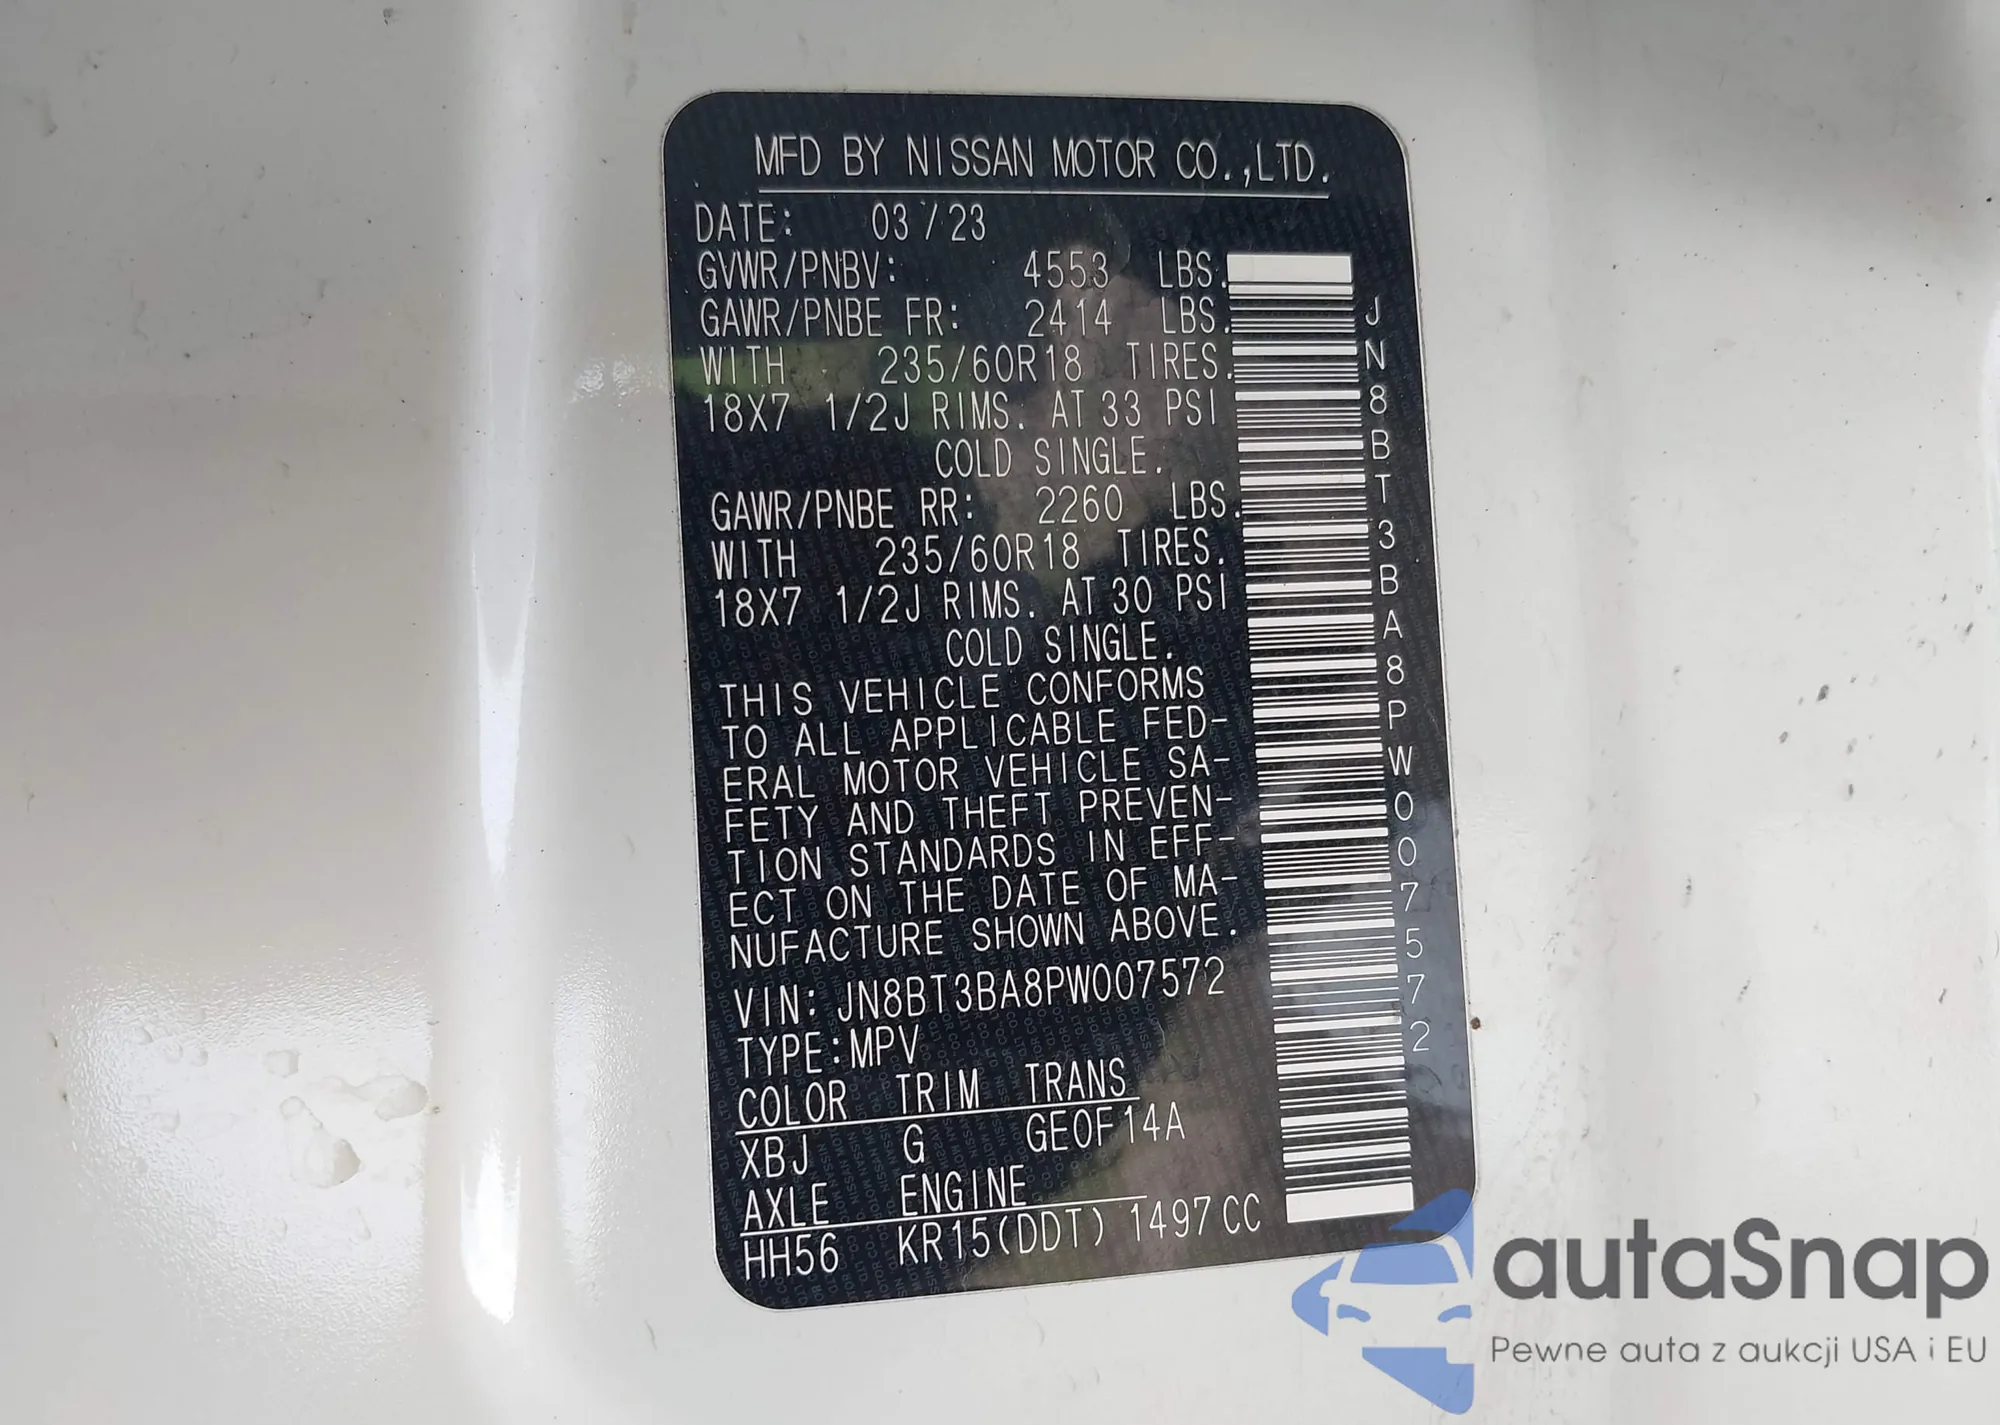 MFD BY NISSAN MOTOR CO.,LTD.
DATE: 03/23
GVWR/PNBV: 4553 LBS.
GAWR/PNBE FR: 2414 LBS.
WITH 235/60R18 TIRES.
18X7 1/2J RIMS. AT 33 PSI
COLD SINGLE.
GAWR/PNBE RR: 2260 LBS.
WITH 235/60R18 TIRES.
18X7 1/2J RIMS. AT 30 PSI
COLD SINGLE.
THIS VEHICLE CONFORMS
TO ALL APPLICABLE FED-
ERAL MOTOR VEHICLE SA-
FETY AND THEFT PREVEN-
TION STANDARDS IN EFF-
ECT ON THE DATE OF MA-
NUFACTURE SHOWN ABOVE.
VIN: JN8BT3BA8PW007572
TYPE:MPV
COLOR TRIM TRANS
XBJ G GE0F14A
AXLE ENGINE
HH56 KR15(DDT) 1497CC
JN8BT3BA8PW007572
autaSnap
Pewne auta z aukcji USA i EU